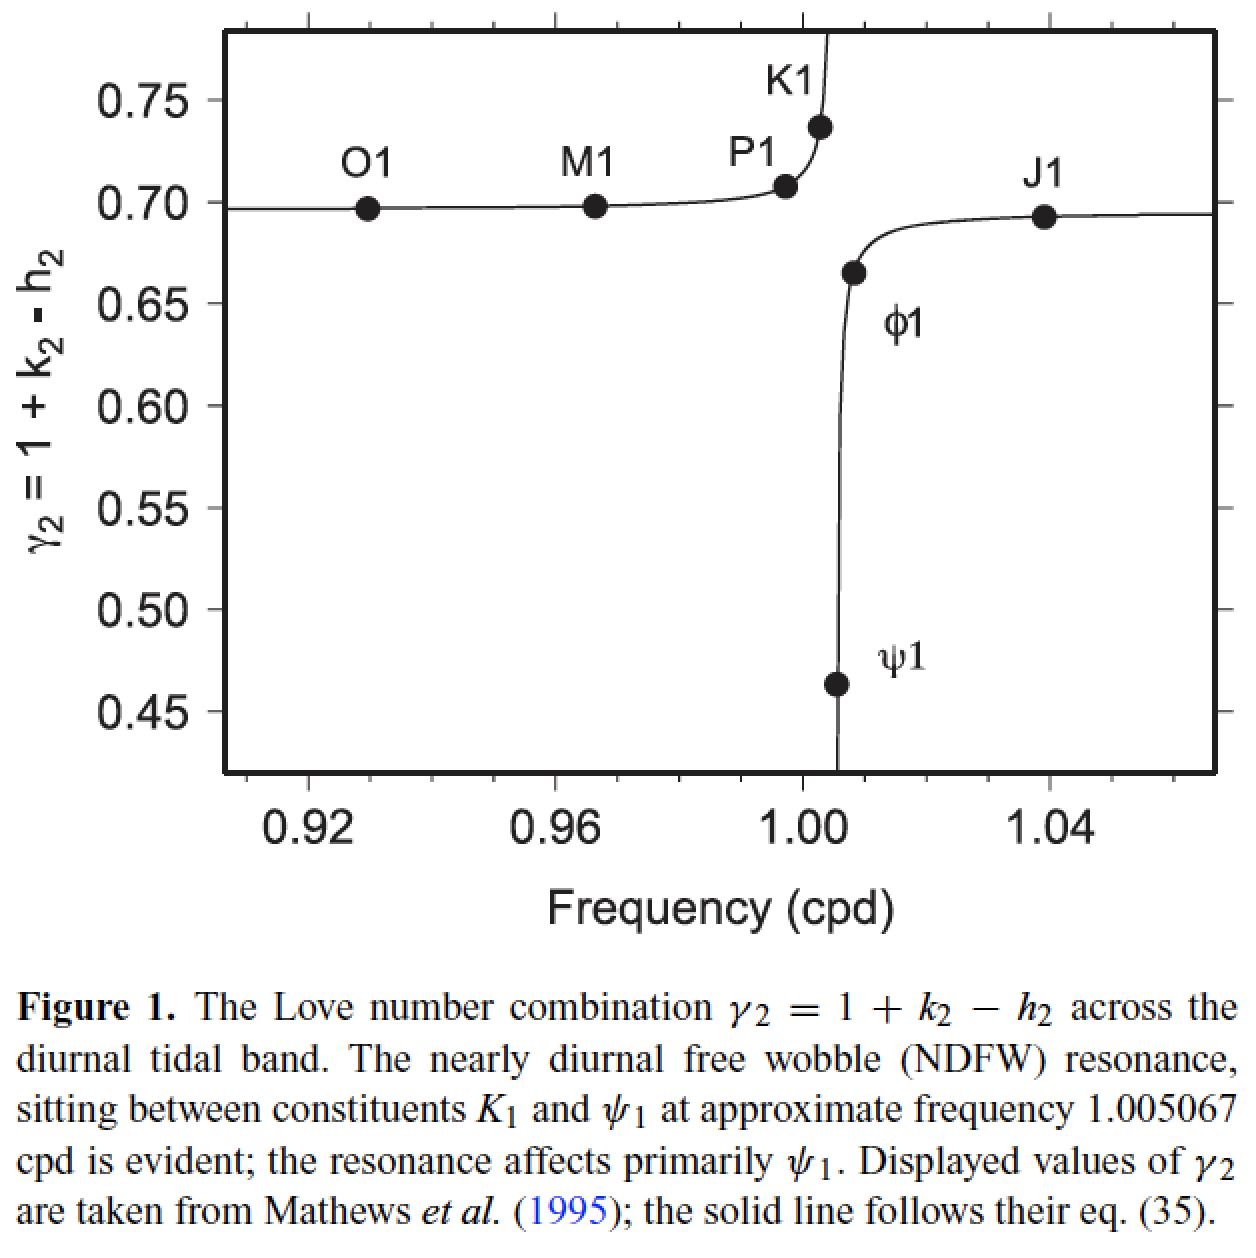 K1
0.75
P1
O1
M1
J1
0.70
0.65
ϕ1
γ₂ = 1 + k₂ - h₂
0.60
0.55
0.50
ψ1
0.45
0.92 0.96 1.00 1.04
Frequency (cpd)
Figure 1. The Love number combination γ₂ = 1 + k₂ − h₂ across the
diurnal tidal band. The nearly diurnal free wobble (NDFW) resonance,
sitting between constituents K₁ and ψ₁ at approximate frequency 1.005067
cpd is evident; the resonance affects primarily ψ₁. Displayed values of γ₂
are taken from Mathews et al. (1995); the solid line follows their eq. (35).